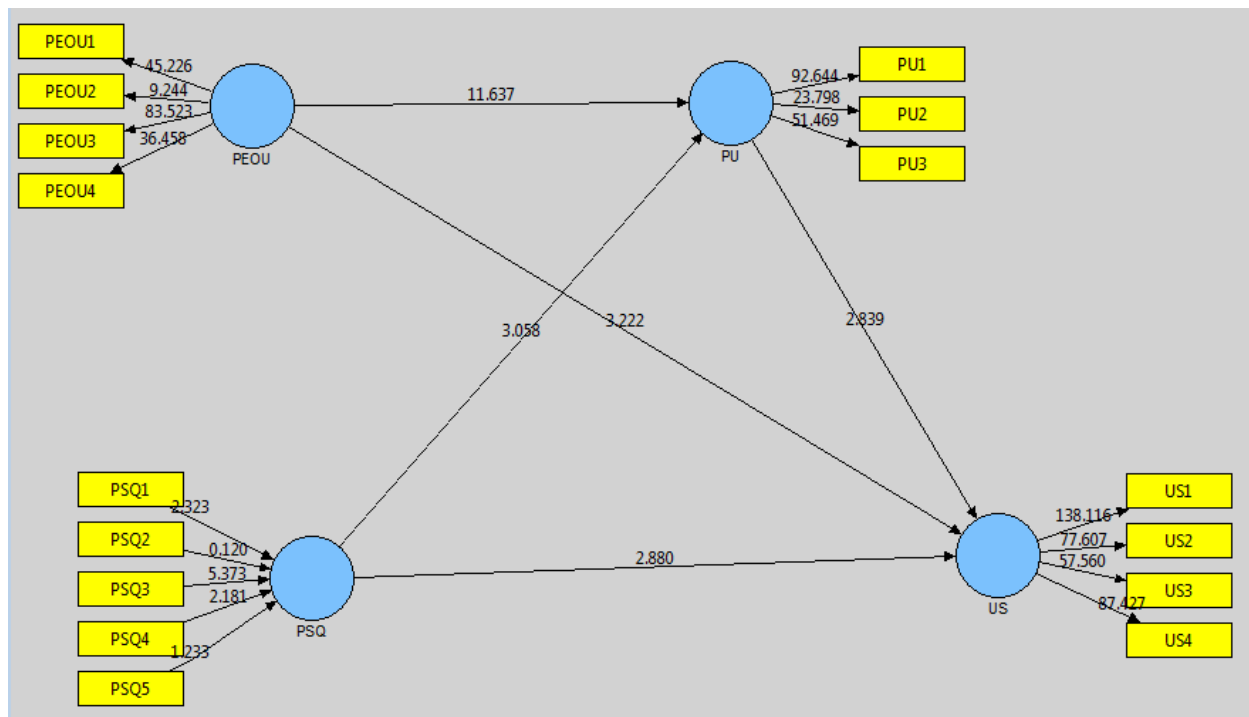 PEOU1
45.226
PEOU2
9.244
PEOU3
83.523
PEOU4
36.458
PEOU
11.637
PU
92.644
PU1
23.798
PU2
51.469
PU3
3.058
3.222
2.839
PSQ1
2.323
PSQ2
0.120
PSQ3
5.373
PSQ4
2.181
PSQ5
1.233
PSQ
2.880
US
138.116
US1
77.607
US2
57.560
US3
87.427
US4